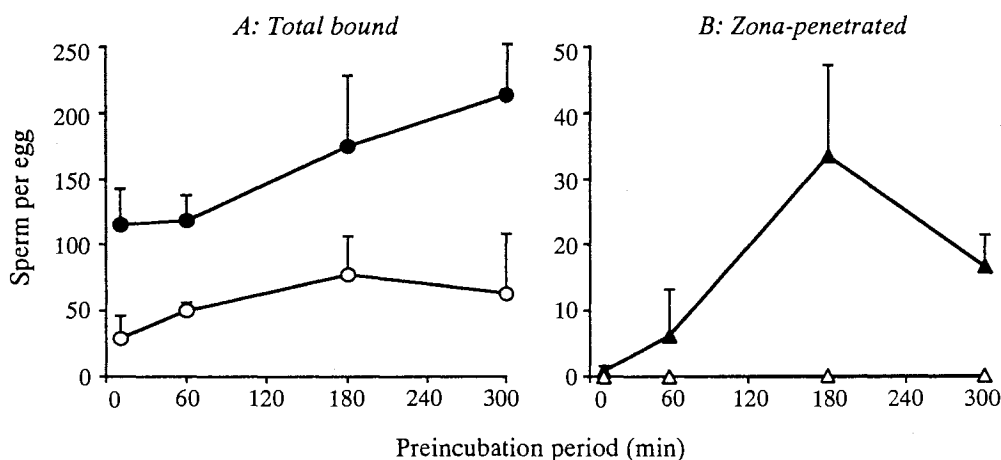 A: Total bound
B: Zona-penetrated
Sperm per egg
250
200
150
100
50
0
0 60 120 180 240 300
50
40
30
20
10
0
0 60 120 180 240 300
Preincubation period (min)